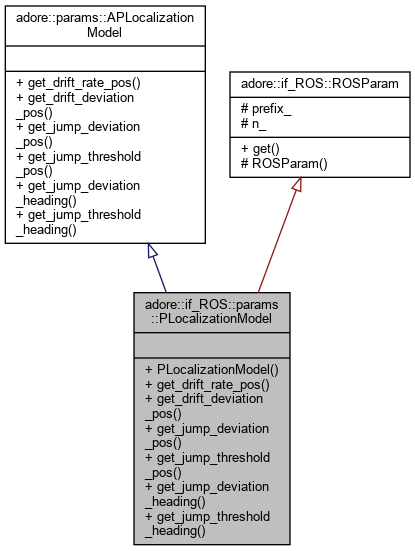 adore::params::APLocalization
Model
+ get_drift_rate_pos()
+ get_drift_deviation
_pos()
+ get_jump_deviation
_pos()
+ get_jump_threshold
_pos()
+ get_jump_deviation
_heading()
+ get_jump_threshold
_heading()
adore::if_ROS::ROSParam
# prefix_
# n_
+ get()
# ROSParam()
adore::if_ROS::params
::PLocalizationModel
+ PLocalizationModel()
+ get_drift_rate_pos()
+ get_drift_deviation
_pos()
+ get_jump_deviation
_pos()
+ get_jump_threshold
_pos()
+ get_jump_deviation
_heading()
+ get_jump_threshold
_heading()